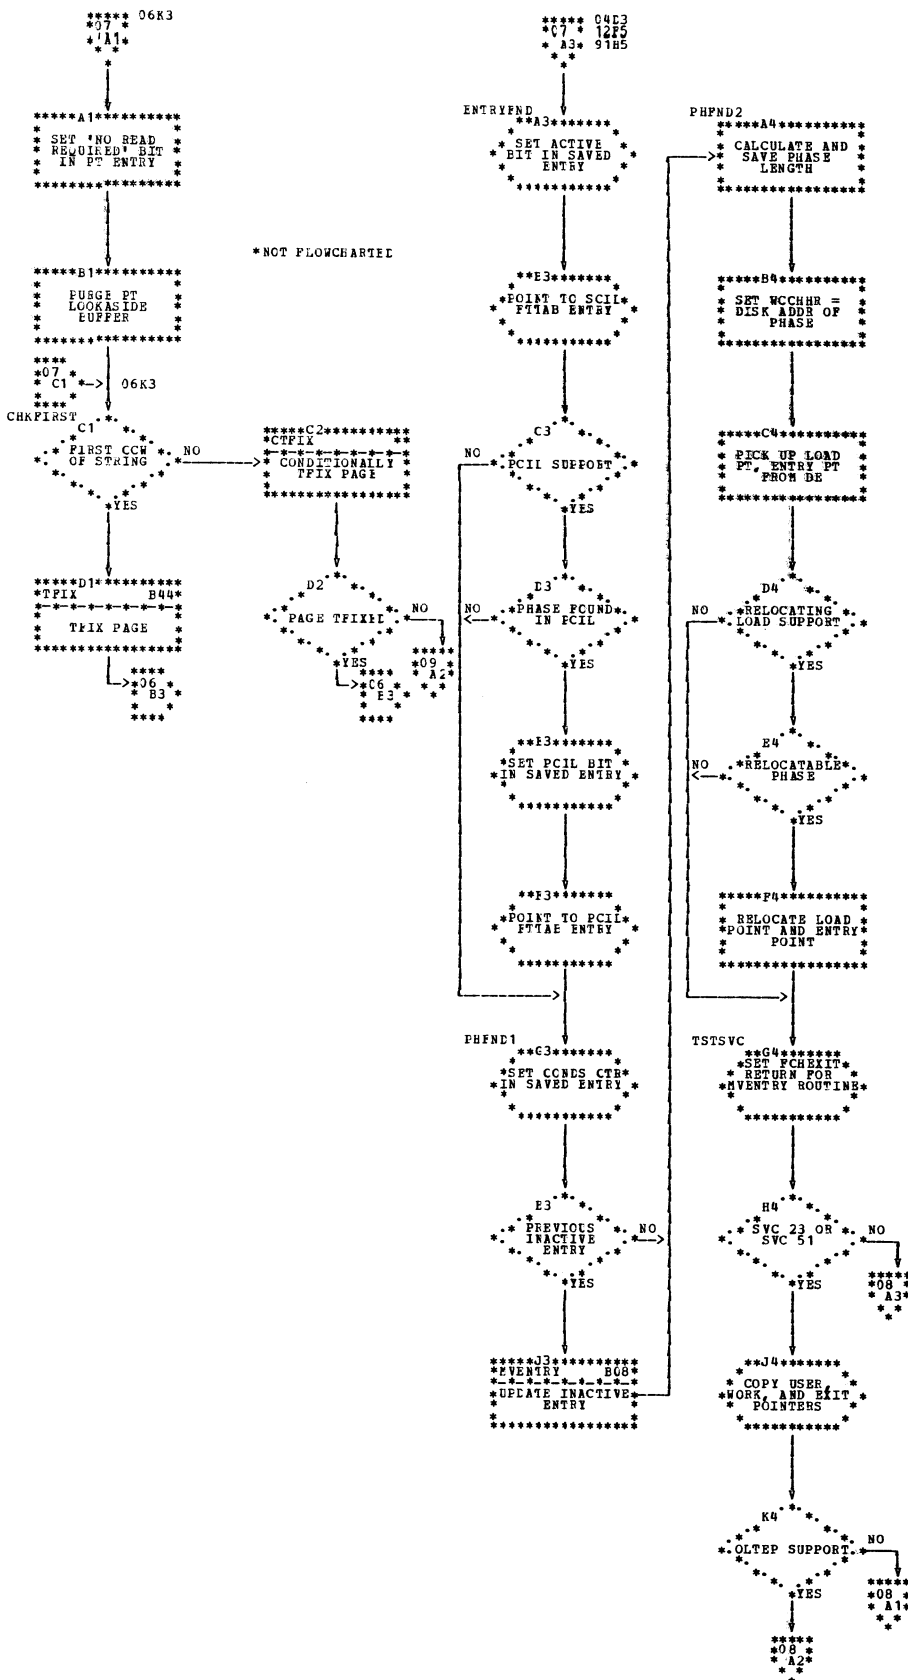 06K3
07
A1
A1
SET 'NO READ
REQUIRED' BIT
IN PT ENTRY
B1
PURGE PT
LOOKASIDE
BUFFER
07
C1
06K3
CHKFIRST
C1
FIRST CCW
OF STRING
NO
YES
D1
TFIX B44
TFIX PAGE
06
B3
*NOT FLOWCHARTED
C2
CTFIX **
CONDITIONALLY
TFIX PAGE
D2
PAGE TFIXED
NO
YES
09
A2
06
B3
07
A3
04D3
12F5
91H5
ENTRYFND
A3
SET ACTIVE
BIT IN SAVED
ENTRY
B3
POINT TO SCIL
FTTAB ENTRY
C3
PCIL SUPPORT
NO
YES
D3
PHASE FOUND
IN PCIL
NO
YES
E3
SET PCIL BIT
IN SAVED ENTRY
F3
POINT TO PCIL
FTTAB ENTRY
PHFND1
G3
SET CONDS CTR
IN SAVED ENTRY
H3
PREVIOUS
INACTIVE
ENTRY
NO
YES
J3
MVENTRY B08
UPDATE INACTIVE
ENTRY
PHFND2
A4
CALCULATE AND
SAVE PHASE
LENGTH
B4
SET WCCHHR =
DISK ADDR OF
PHASE
C4
PICK UP LOAD
PT, ENTRY PT
FROM DE
D4
RELOCATING
LOAD SUPPORT
NO
YES
E4
RELOCATABLE
PHASE
NO
YES
F4
RELOCATE LOAD
POINT AND ENTRY
POINT
TSTSVC
G4
SET FCHEXIT
RETURN FOR
MVENTRY ROUTINE
H4
SVC 23 OR
SVC 51
NO
YES
08
A3
J4
COPY USER,
WORK, AND EXIT
POINTERS
K4
OLTEP SUPPORT
NO
YES
08
A1
08
A2